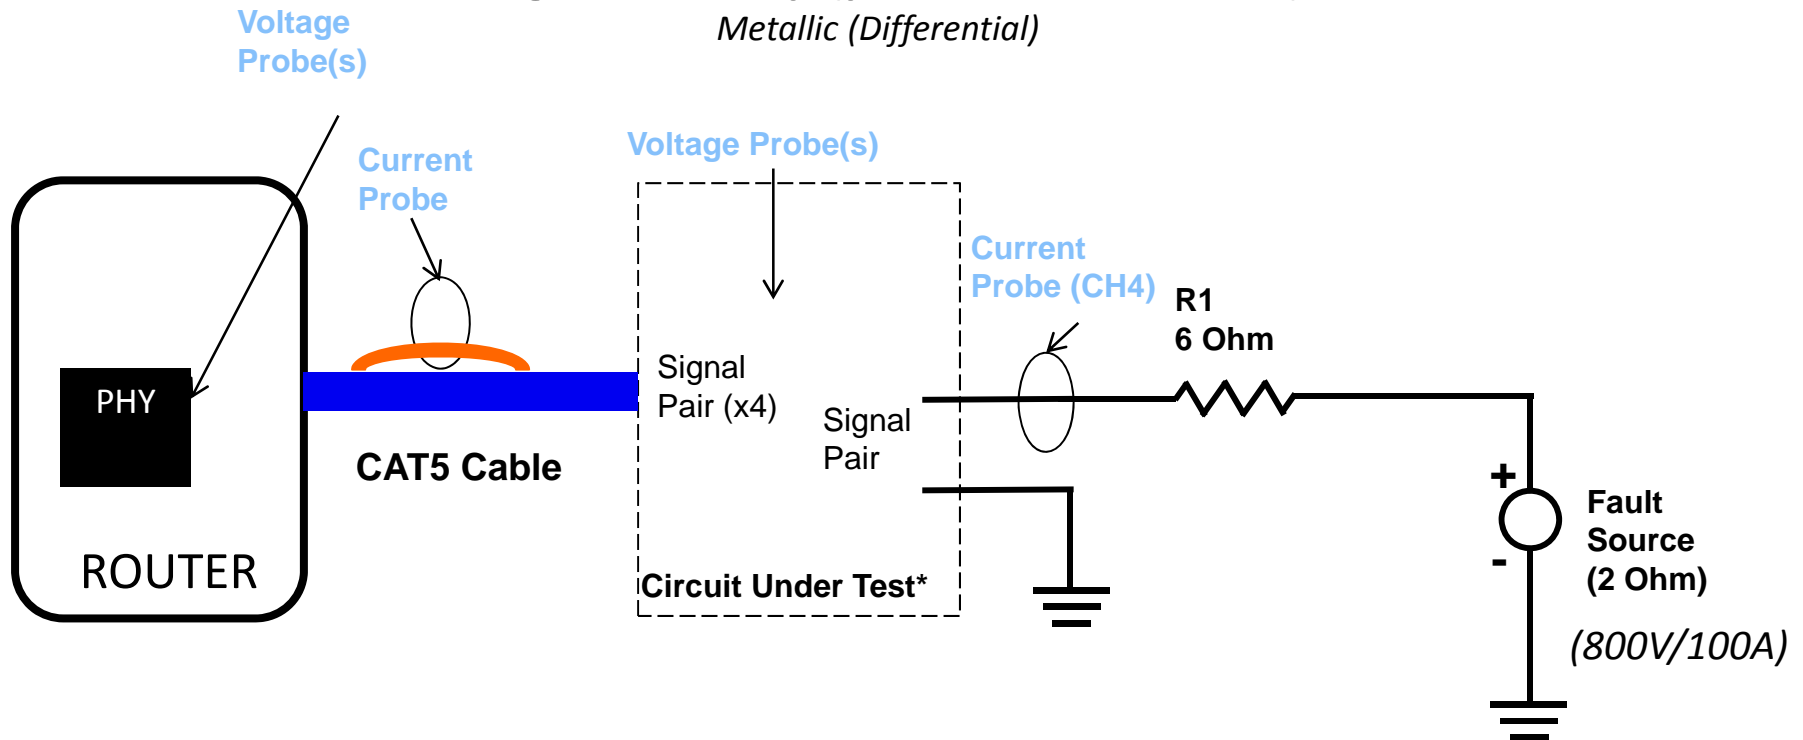 Metallic (Differential)
Voltage
Probe(s)
Current
Probe
Voltage Probe(s)
Current
Probe (CH4)
R1
6 Ohm
PHY
Signal
Pair (x4)
Signal
Pair
CAT5 Cable
ROUTER
Circuit Under Test*
+
-
Fault
Source
(2 Ohm)
(800V/100A)